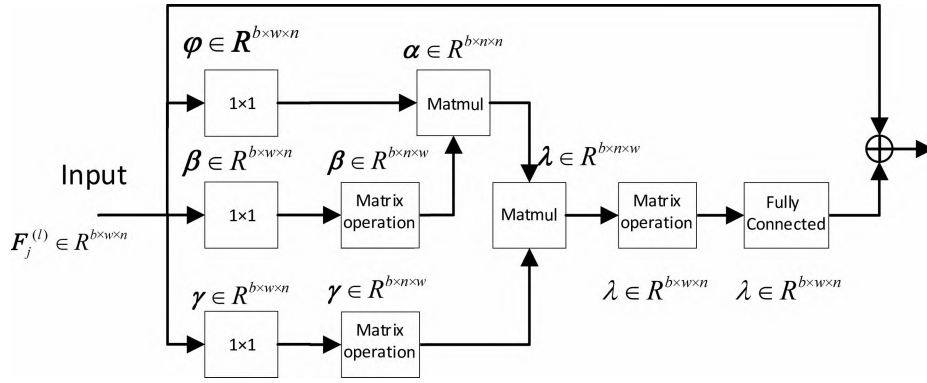 φ ∈ R^{b×w×n}
α ∈ R^{b×n×n}
1×1
Matmul
β ∈ R^{b×w×n}
β ∈ R^{b×n×w}
λ ∈ R^{b×n×w}
Input
F_j^{(l)} ∈ R^{b×w×n}
1×1
Matrix
operation
Matmul
Matrix
operation
Fully
Connected
γ ∈ R^{b×w×n}
γ ∈ R^{b×n×w}
λ ∈ R^{b×w×n}
λ ∈ R^{b×w×n}
1×1
Matrix
operation